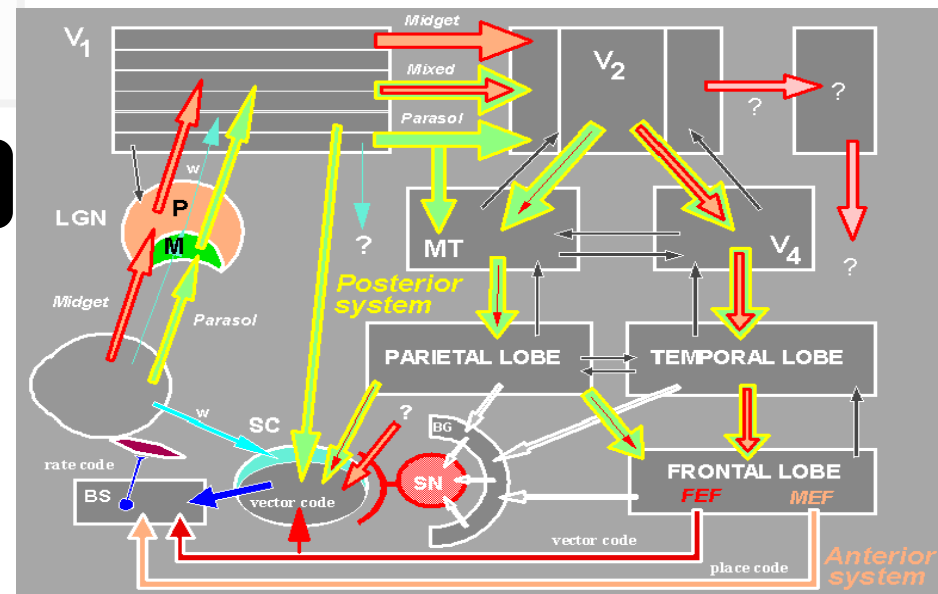 V1
Midget
Mixed
Parasol
V2
?
?
w
P
LGN
M
?
MT
V4
?
Posterior
system
Midget
Parasol
PARIETAL LOBE
TEMPORAL LOBE
w
SC
?
BG
rate code
BS
vector code
SN
FRONTAL LOBE
FEF
MEF
vector code
place code
Anterior
system